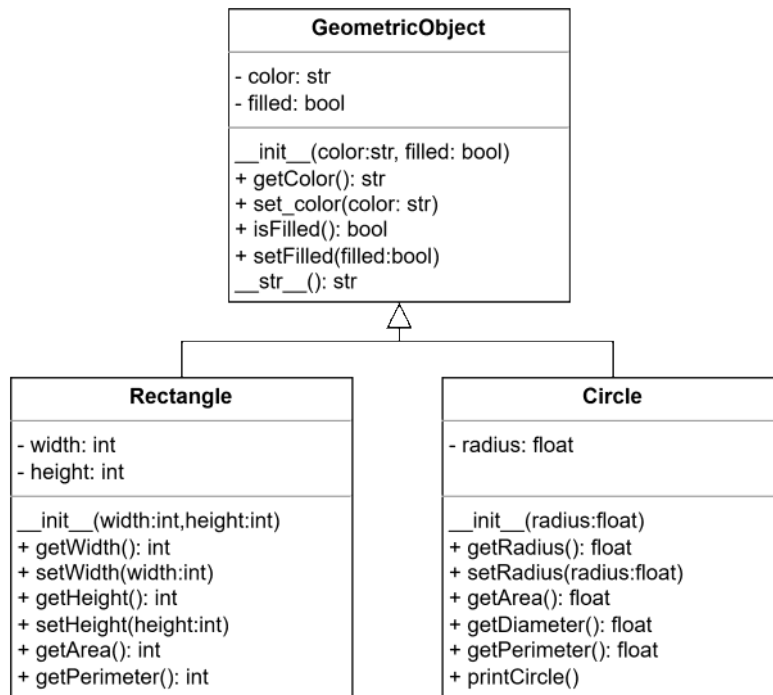 GeometricObject
- color: str
- filled: bool
__init__(color:str, filled: bool)
+ getColor(): str
+ set_color(color: str)
+ isFilled(): bool
+ setFilled(filled:bool)
__str__(): str
Rectangle
- width: int
- height: int
__init__(width:int,height:int)
+ getWidth(): int
+ setWidth(width:int)
+ getHeight(): int
+ setHeight(height:int)
+ getArea(): int
+ getPerimeter(): int
Circle
- radius: float
__init__(radius:float)
+ getRadius(): float
+ setRadius(radius:float)
+ getArea(): float
+ getDiameter(): float
+ getPerimeter(): float
+ printCircle()